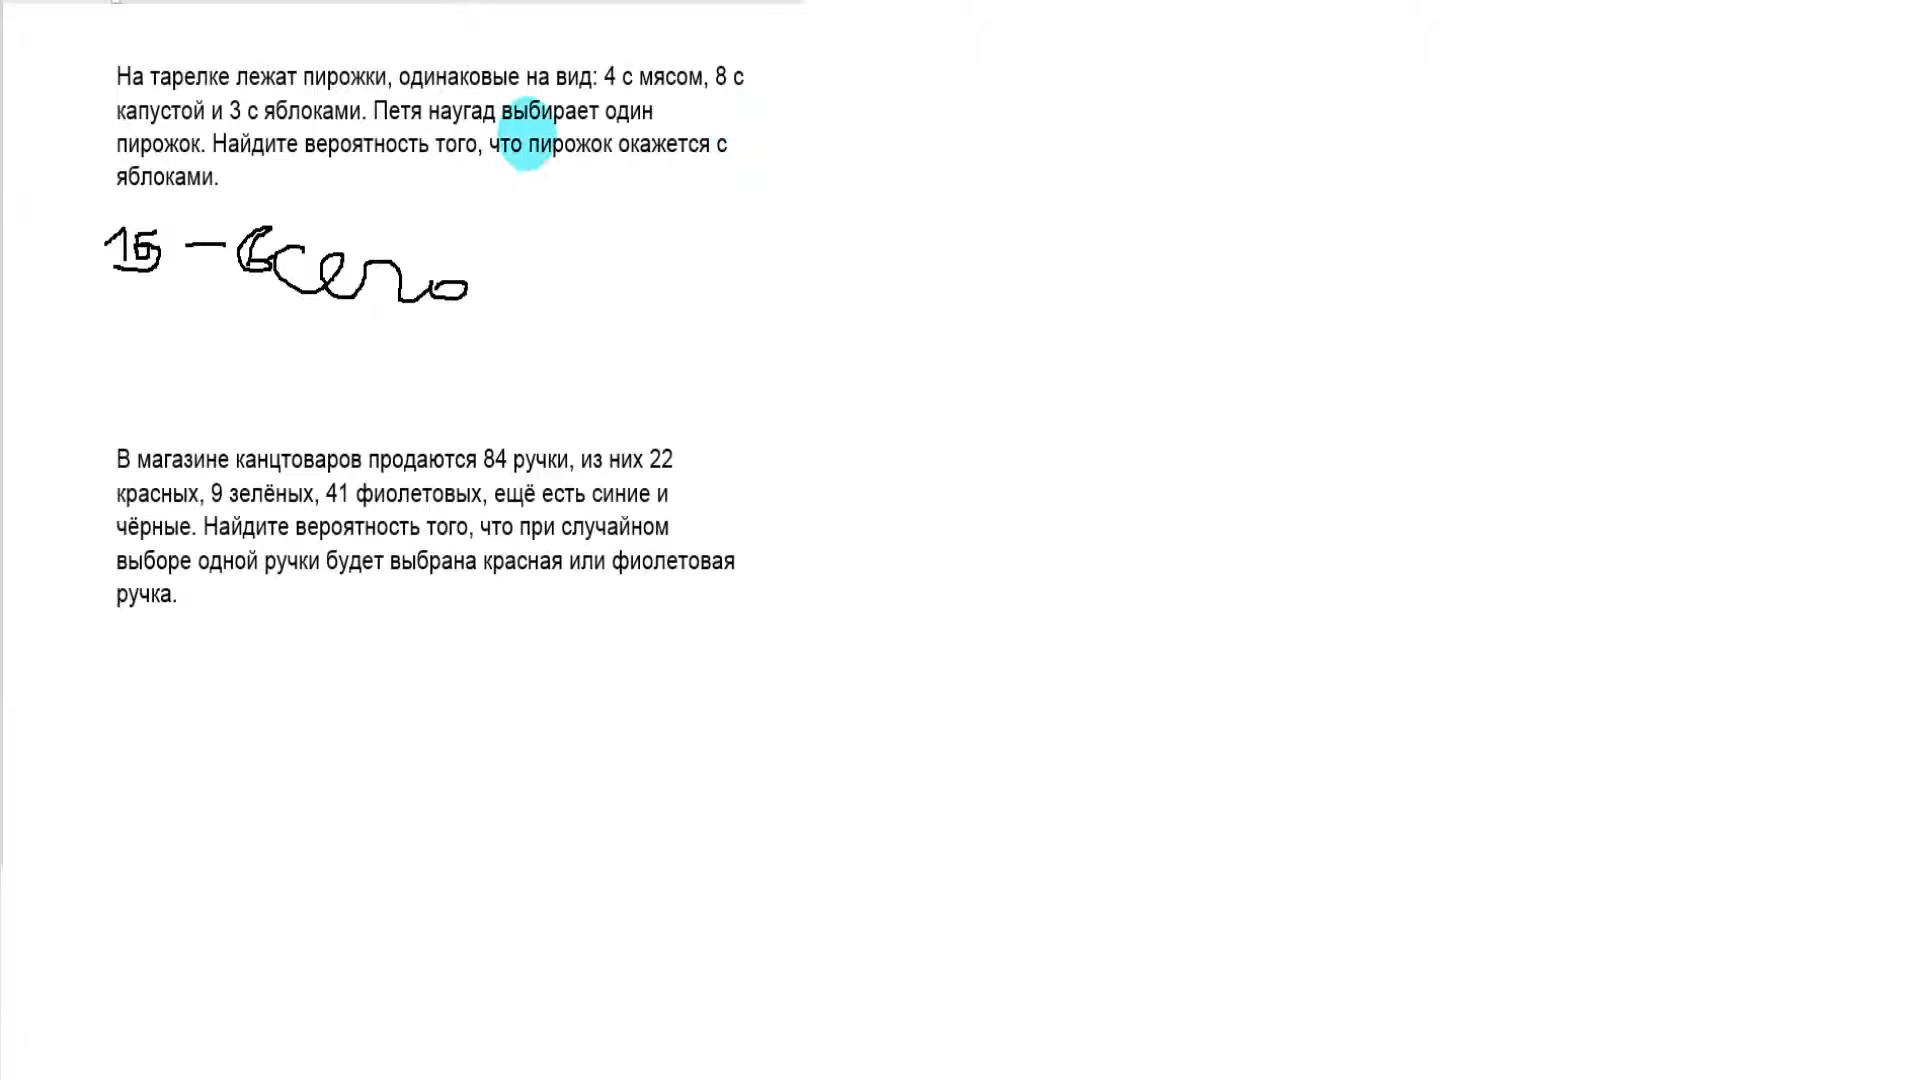 На тарелке лежат пирожки, одинаковые на вид: 4 с мясом, 8 с
капустой и 3 с яблоками. Петя наугад выбирает один
пирожок. Найдите вероятность того, что пирожок окажется с
яблоками.
15 – всего
В магазине канцтоваров продаются 84 ручки, из них 22
красных, 9 зелёных, 41 фиолетовых, ещё есть синие и
чёрные. Найдите вероятность того, что при случайном
выборе одной ручки будет выбрана красная или фиолетовая
ручка.